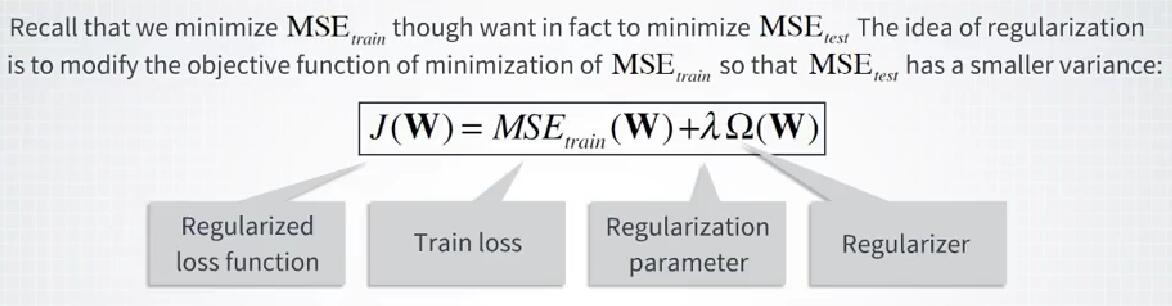 Recall that we minimize MSE_train though want in fact to minimize MSE_test The idea of regularization
is to modify the objective function of minimization of MSE_train so that MSE_test has a smaller variance:
J(W) = MSE_train(W)+λΩ(W)
Regularized
loss function
Train loss
Regularization
parameter
Regularizer